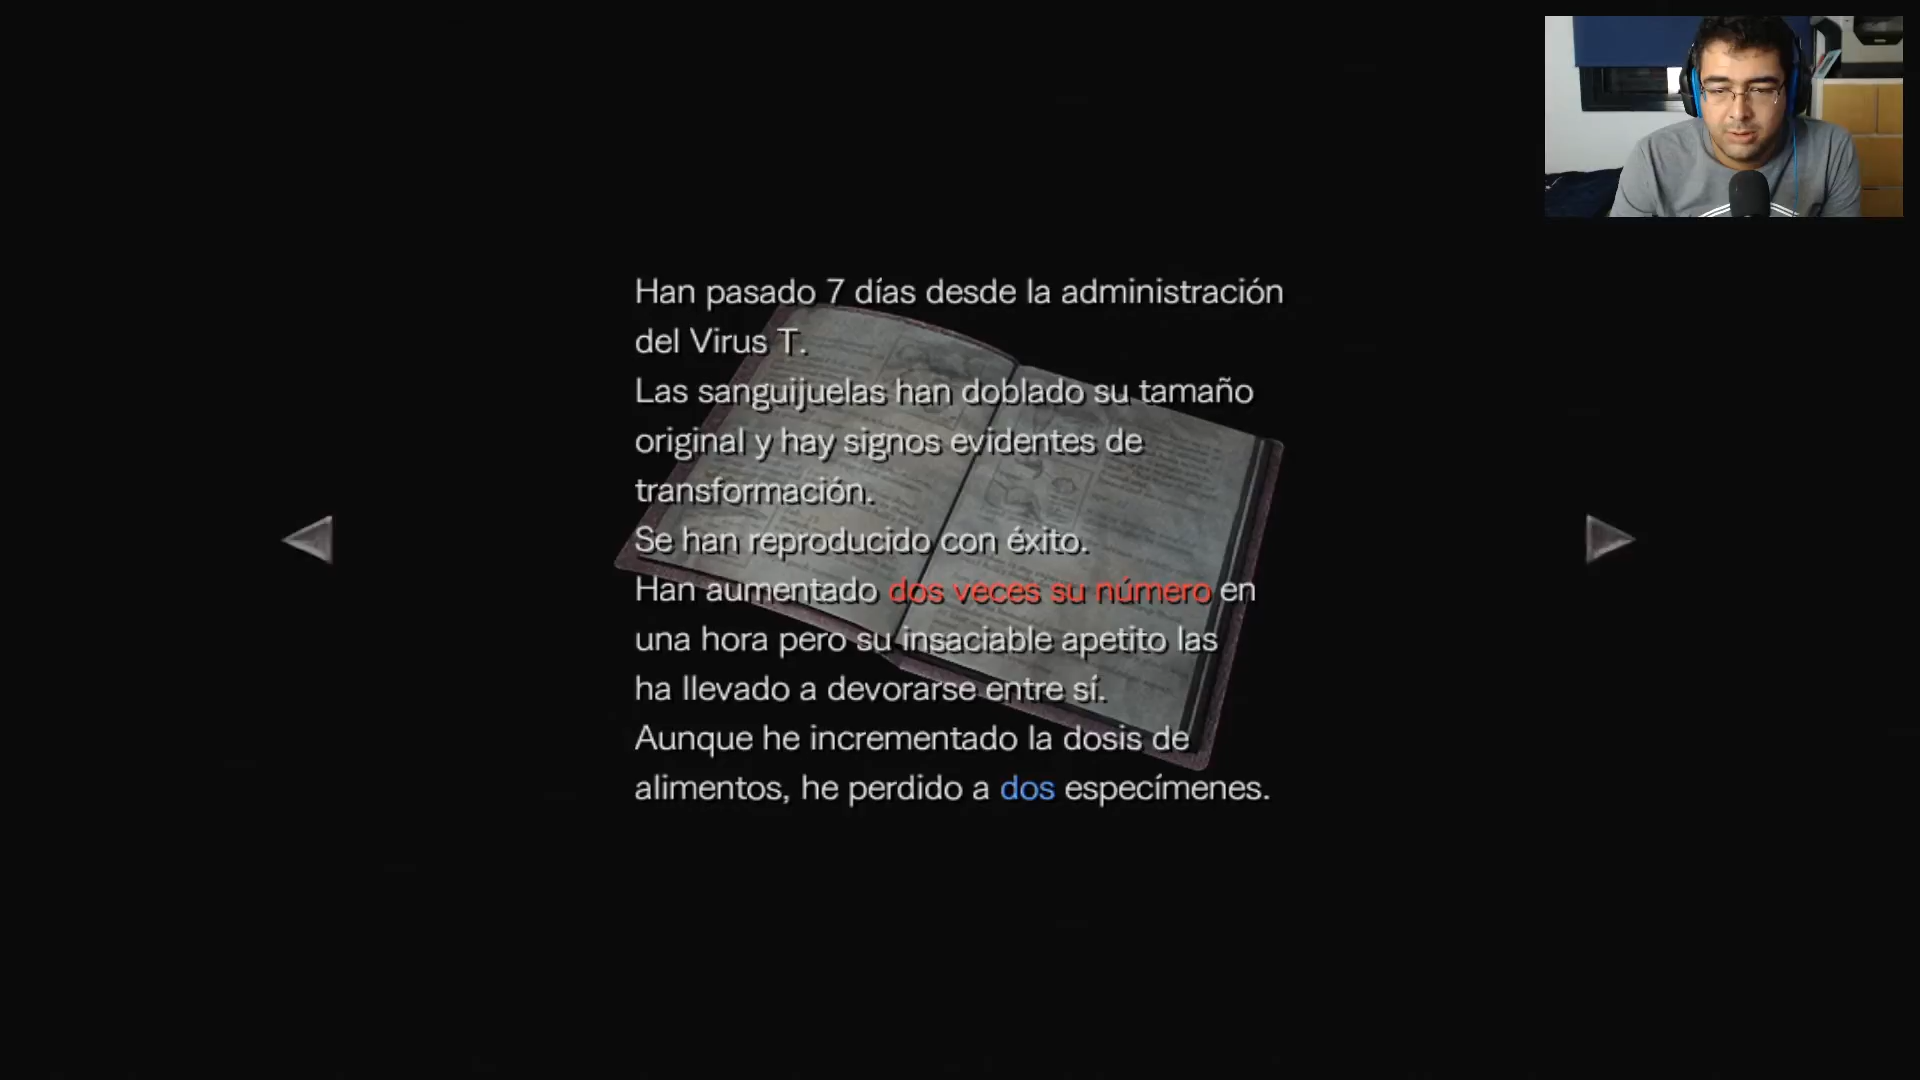 Han pasado 7 días desde la administración
del Virus T.
Las sanguijuelas han doblado su tamaño
original y hay signos evidentes de
transformación.
Se han reproducido con éxito.
Han aumentado dos veces su número en
una hora pero su insaciable apetito las
ha llevado a devorarse entre sí.
Aunque he incrementado la dosis de
alimentos, he perdido a dos especímenes.